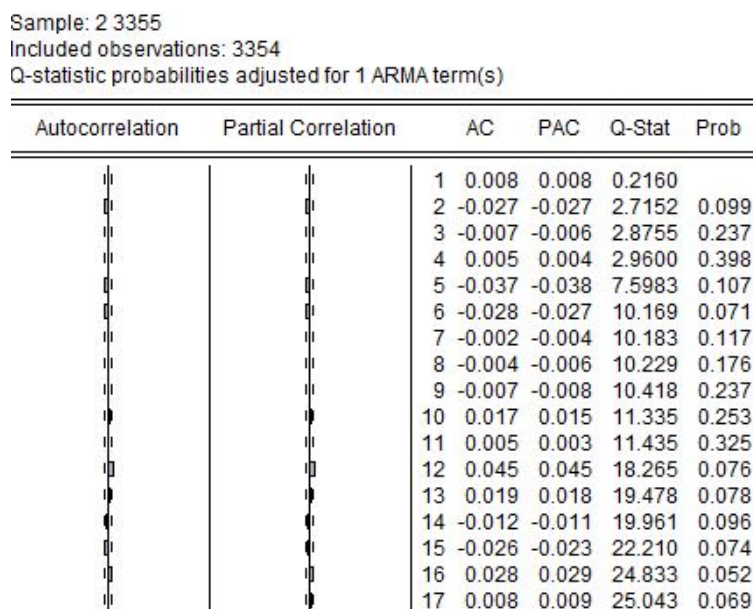 Sample: 2 3355
Included observations: 3354
Q-statistic probabilities adjusted for 1 ARMA term(s)
Autocorrelation Partial Correlation AC PAC Q-Stat Prob
1 0.008 0.008 0.2160
2 -0.027 -0.027 2.7152 0.099
3 -0.007 -0.006 2.8755 0.237
4 0.005 0.004 2.9600 0.398
5 -0.037 -0.038 7.5983 0.107
6 -0.028 -0.027 10.169 0.071
7 -0.002 -0.004 10.183 0.117
8 -0.004 -0.006 10.229 0.176
9 -0.007 -0.008 10.418 0.237
10 0.017 0.015 11.335 0.253
11 0.005 0.003 11.435 0.325
12 0.045 0.045 18.265 0.076
13 0.019 0.018 19.478 0.078
14 -0.012 -0.011 19.961 0.096
15 -0.026 -0.023 22.210 0.074
16 0.028 0.029 24.833 0.052
17 0.008 0.009 25.043 0.069